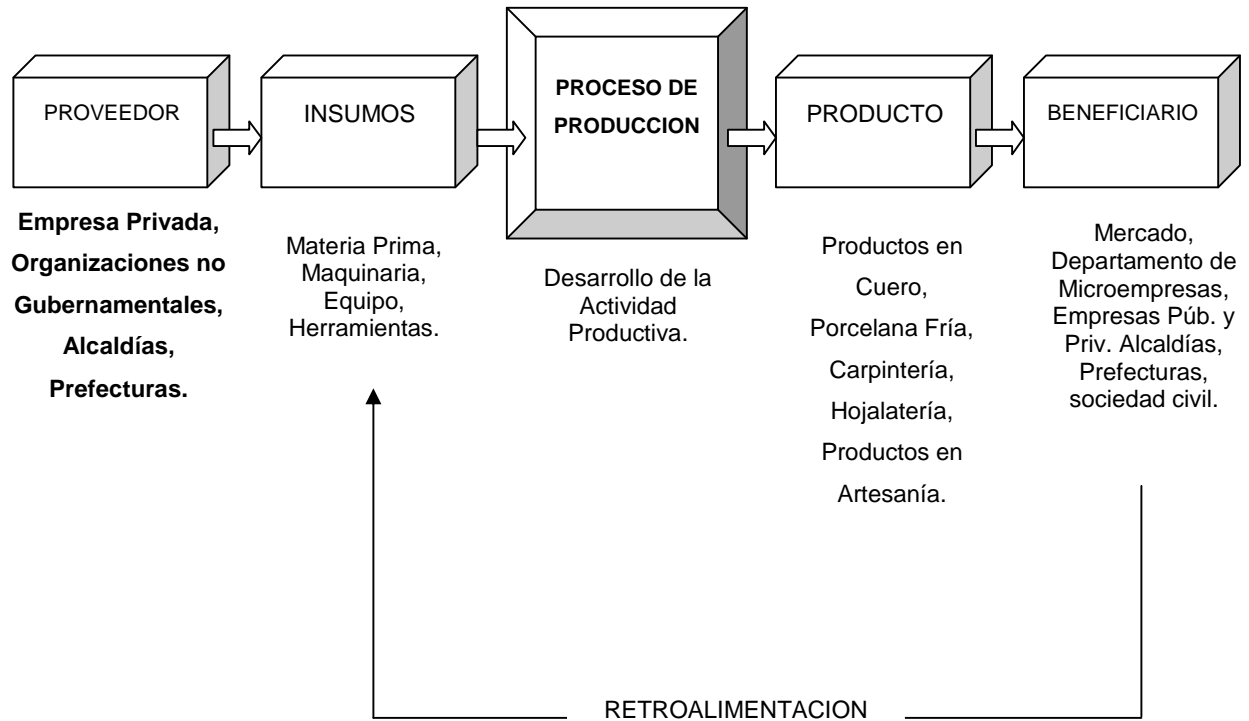 PROVEEDOR
INSUMOS
PROCESO DE
PRODUCCION
PRODUCTO
BENEFICIARIO
Empresa Privada,
Organizaciones no
Gubernamentales,
Alcaldías,
Prefecturas.
Materia Prima,
Maquinaria,
Equipo,
Herramientas.
Desarrollo de la
Actividad
Productiva.
Productos en
Cuero,
Porcelana Fría,
Carpintería,
Hojalatería,
Productos en
Artesanía.
Mercado,
Departamento de
Microempresas,
Empresas Púb. y
Priv. Alcaldías,
Prefecturas,
sociedad civil.
RETROALIMENTACION